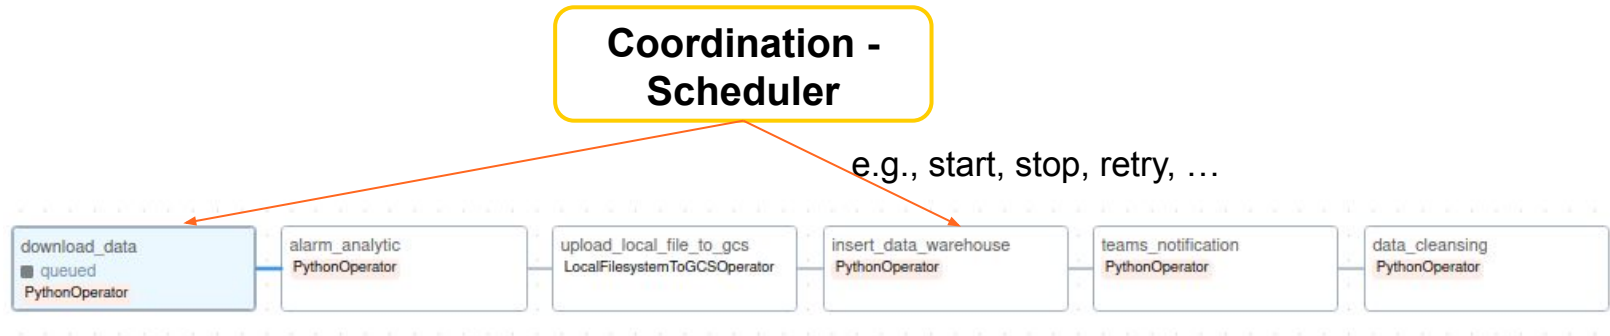 Coordination -
Scheduler
e.g., start, stop, retry, …
download_data
queued
PythonOperator
alarm_analytic
PythonOperator
upload_local_file_to_gcs
LocalFilesystemToGCSOperator
insert_data_warehouse
PythonOperator
teams_notification
PythonOperator
data_cleansing
PythonOperator